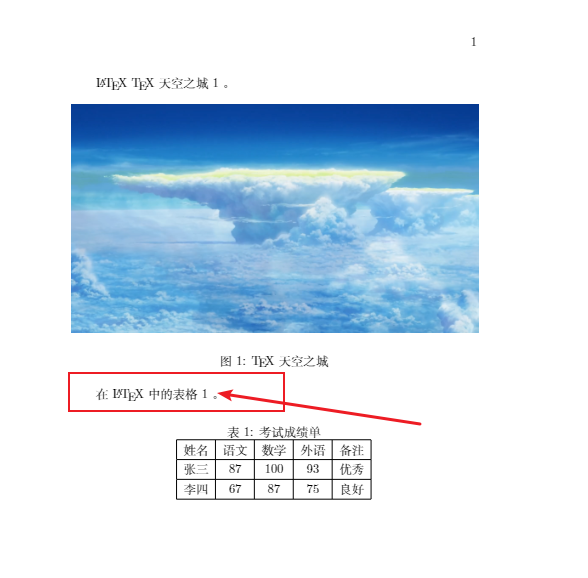 1
LATEX TEX 天空之城 1 。
图 1: TEX 天空之城
在 LATEX 中的表格 1 。
表 1: 考试成绩单
姓名 语文 数学 外语 备注
张三 87 100 93 优秀
李四 67 87 75 良好